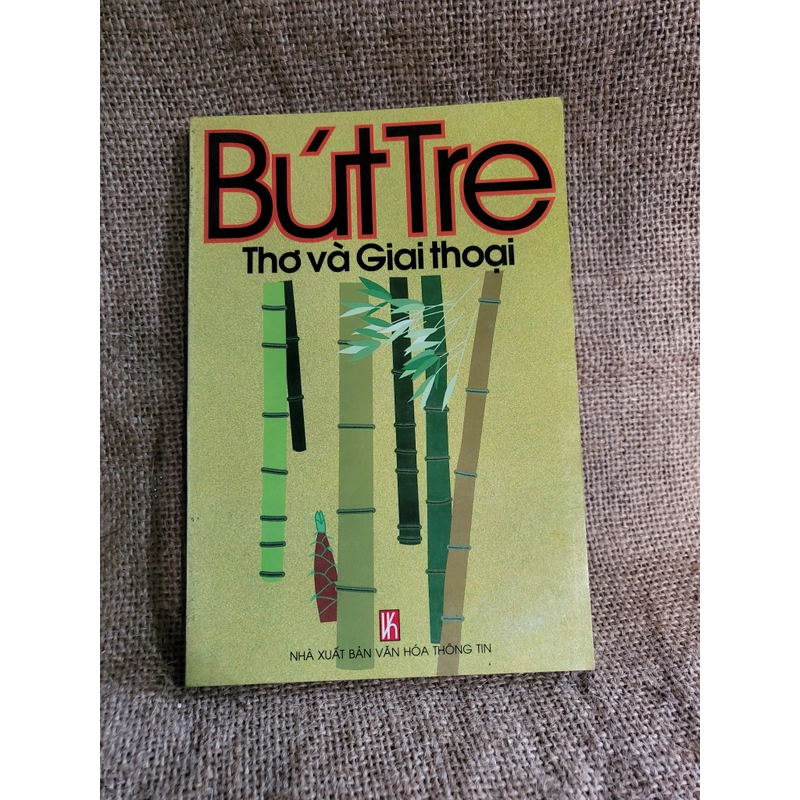 Bút Tre
Thơ và Giai thoại
VH
NHÀ XUẤT BẢN VĂN HÓA THÔNG TIN